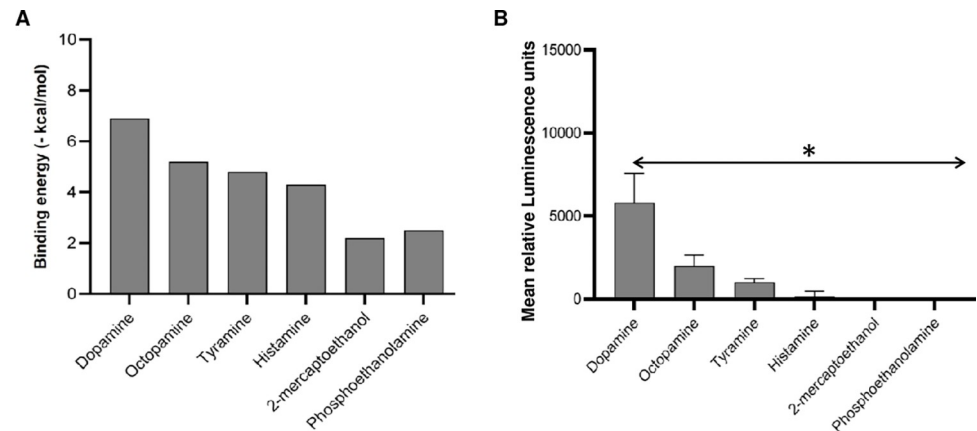 A
Binding energy (- kcal/mol)
10
8
6
4
2
0
Dopamine
Octopamine
Tyramine
Histamine
2-mercaptoethanol
Phosphoethanolamine
B
Mean relative Luminescence units
15000
10000
5000
0
*
Dopamine
Octopamine
Tyramine
Histamine
2-mercaptoethanol
Phosphoethanolamine